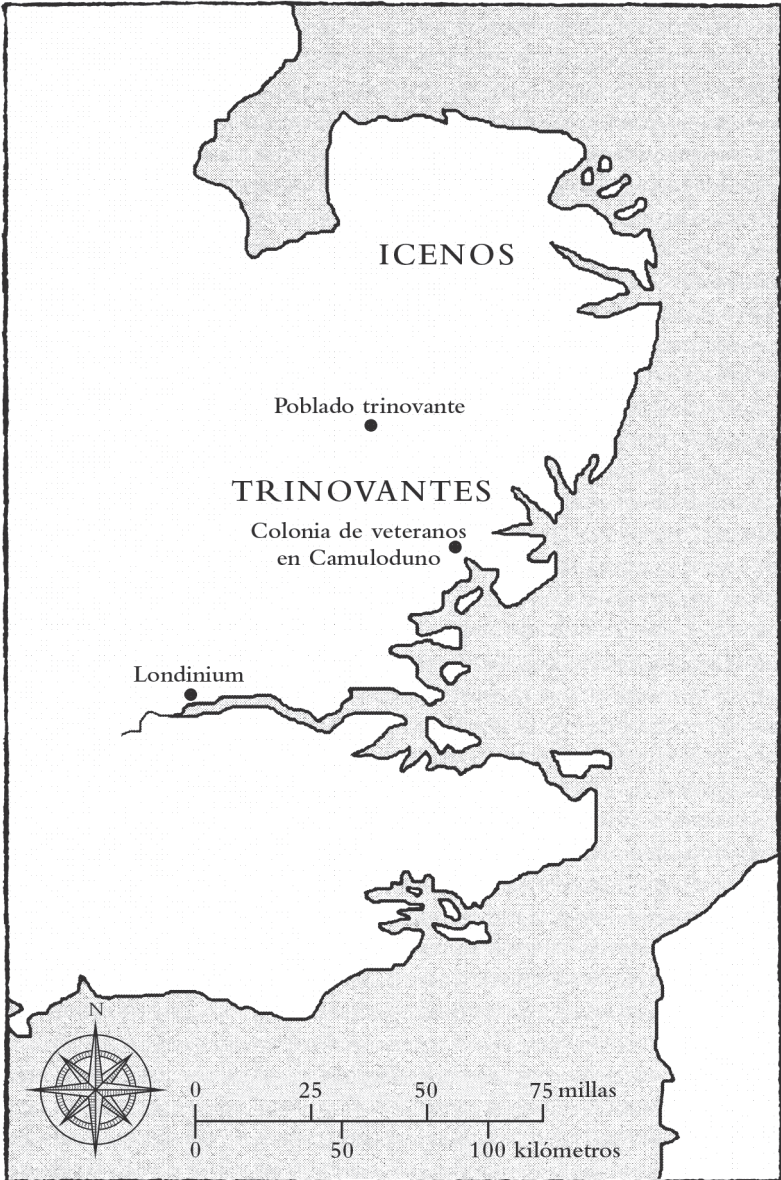 ICENOS
Poblado trinovante
TRINOVANTES
Colonia de veteranos
en Camuloduno
Londinium
N
0 25 50 75 millas
0 50 100 kilómetros